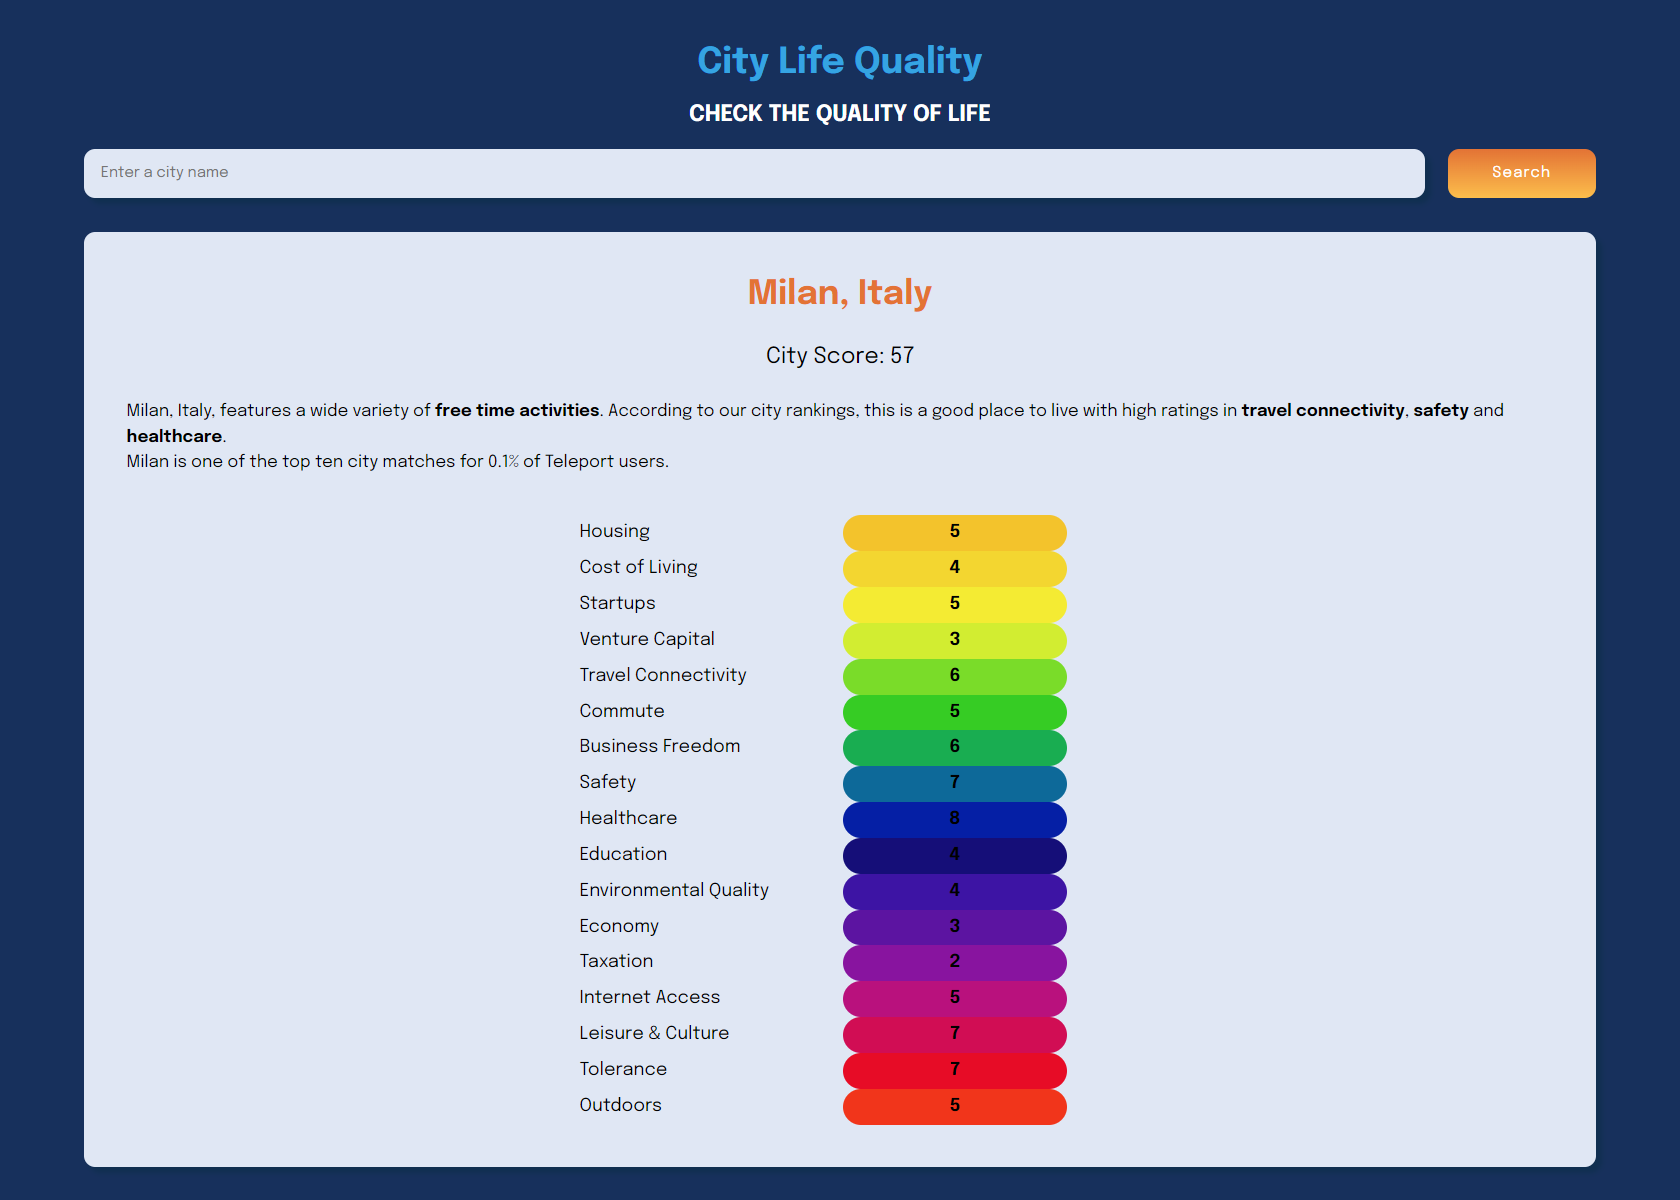 City Life Quality
CHECK THE QUALITY OF LIFE
Enter a city name
Search
Milan, Italy
City Score: 57
Milan, Italy, features a wide variety of free time activities. According to our city rankings, this is a good place to live with high ratings in travel connectivity, safety and
healthcare.
Milan is one of the top ten city matches for 0.1% of Teleport users.
Housing 5
Cost of Living 4
Startups 5
Venture Capital 3
Travel Connectivity 6
Commute 5
Business Freedom 6
Safety 7
Healthcare 8
Education 4
Environmental Quality 4
Economy 3
Taxation 2
Internet Access 5
Leisure & Culture 7
Tolerance 7
Outdoors 5